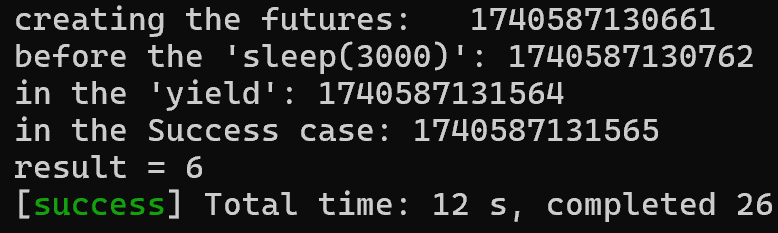 creating the futures:   1740587130661
before the 'sleep(3000)': 1740587130762
in the 'yield': 1740587131564
in the Success case: 1740587131565
result = 6
[success] Total time: 12 s, completed 26